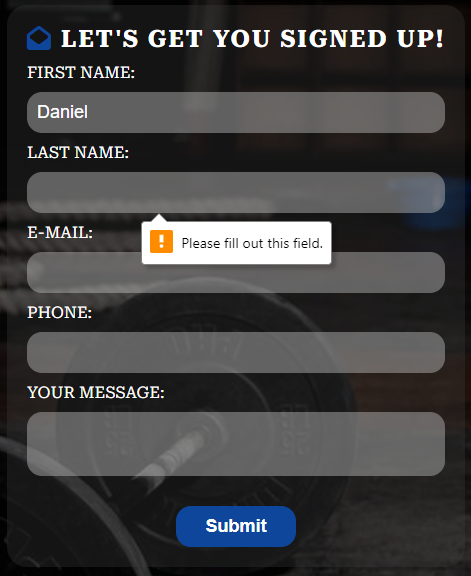 LET'S GET YOU SIGNED UP!
FIRST NAME:
Daniel
LAST NAME:
Please fill out this field.
E-MAIL:
PHONE:
YOUR MESSAGE:
Submit